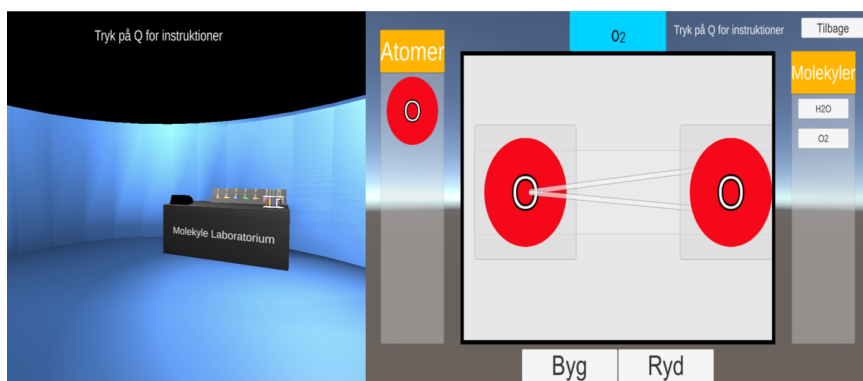 Tryk på Q for instruktioner
Molekyle Laboratorium
O2
Tryk på Q for instruktioner
Tilbage
Atomer
O
O
O
Molekyler
H2O
O2
Byg
Ryd